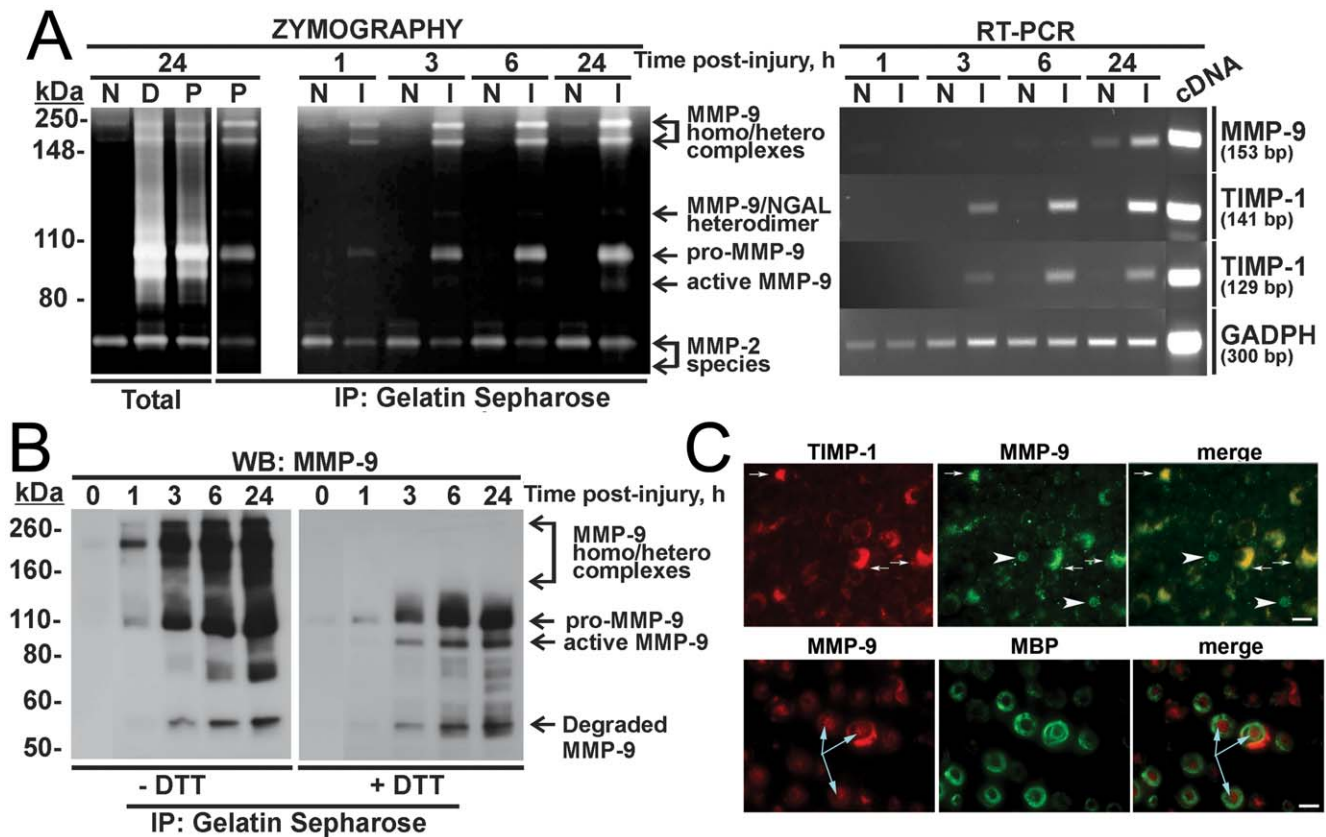 A
ZYMOGRAPHY
24
1 3 6 24 Time post-injury, h
kDa N D P P N I N I N I N I
250-
148-
110-
80 -
MMP-9
homo/hetero
complexes
MMP-9/NGAL
heterodimer
pro-MMP-9
active MMP-9
MMP-2
species
Total
IP: Gelatin Sepharose
RT-PCR
1 3 6 24
N I N I N I N I cDNA
MMP-9
(153 bp)
TIMP-1
(141 bp)
TIMP-1
(129 bp)
GADPH
(300 bp)
B
WB: MMP-9
kDa 0 1 3 6 24 0 1 3 6 24 Time post-injury, h
260-
160-
110-
80-
60-
50-
MMP-9
homo/hetero
complexes
pro-MMP-9
active MMP-9
Degraded
MMP-9
- DTT + DTT
IP: Gelatin Sepharose
C
TIMP-1 MMP-9 merge
MMP-9 MBP merge